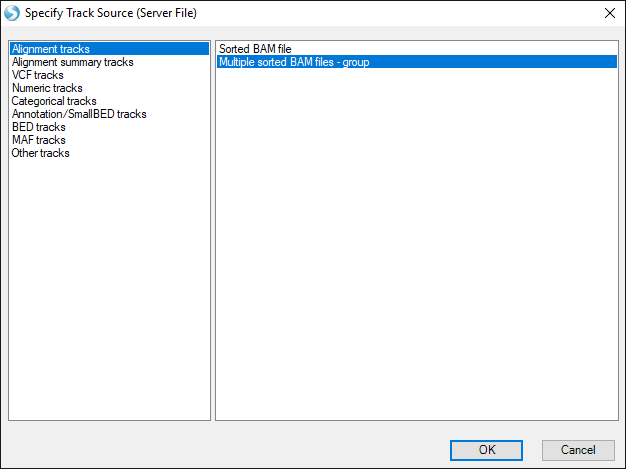 Specify Track Source (Server File)
Alignment tracks
Alignment summary tracks
VCF tracks
Numeric tracks
Categorical tracks
Annotation/SmallBED tracks
BED tracks
MAF tracks
Other tracks
Sorted BAM file
Multiple sorted BAM files - group
OK
Cancel